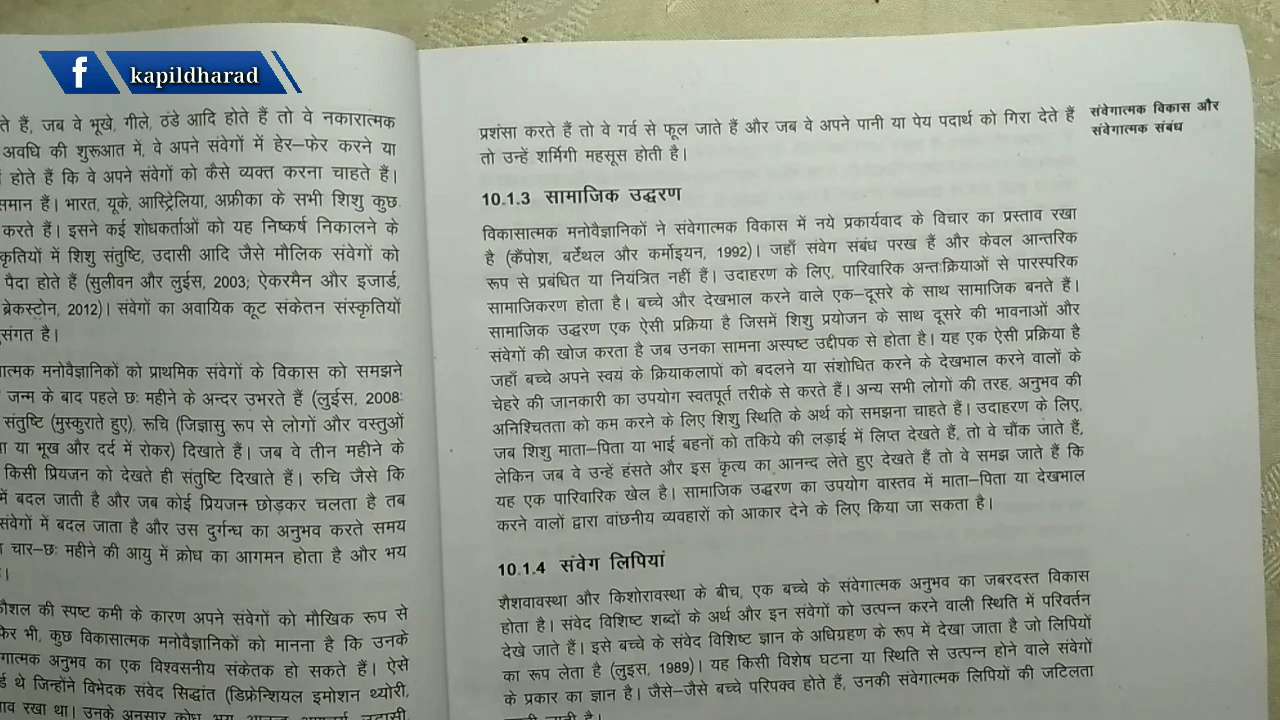 f kapildharad
ते हैं, जब वे भूखे, गीले, ठंडे आदि होते हैं तो वे नकारात्मक
अवधि की शुरूआत में, वे अपने संवेगों में हेर–फेर करने या
होते हैं कि वे अपने संवेगों को कैसे व्यक्त करना चाहते हैं।
समान हैं। भारत, यूके, आस्ट्रेलिया, अफ्रीका के सभी शिशु कुछ
करते हैं। इसने कई शोधकर्ताओं को यह निष्कर्ष निकालने के
कृतियों में शिशु संतुष्टि, उदासी आदि जैसे मौलिक संवेगों को
पैदा होते हैं (सुलीवन और लुईस, 2003; ऐकरमैन और इजार्ड,
ब्रेकस्टोन, 2012)। संवेगों का अवायिक कूट संकेतन संस्कृतियों
सुसंगत है।
ात्मक मनोवैज्ञानिकों को प्राथमिक संवेगों के विकास को समझने
जन्म के बाद पहले छः महीने के अन्दर उभरते हैं (लुईस, 2008:
संतुष्टि (मुस्कुराते हुए), रूचि (जिज्ञासु रूप से लोगों और वस्तुओं
या भूख और दर्द में रोकर) दिखाते हैं। जब वे तीन महीने के
किसी प्रियजन को देखते ही संतुष्टि दिखाते हैं। रुचि जैसे कि
में बदल जाती है और जब कोई प्रियजन छोड़कर चलता है तब
संवेगों में बदल जाता है और उस दुर्गन्ध का अनुभव करते समय
चार–छः महीने की आयु में क्रोध का आगमन होता है और भय
है।
कौशल की स्पष्ट कमी के कारण अपने संवेगों को मौखिक रूप से
फिर भी, कुछ विकासात्मक मनोवैज्ञानिकों को मानना है कि उनके
गात्मक अनुभव का एक विश्वसनीय संकेतक हो सकते हैं। ऐसे
र्ड थे जिन्होंने विभेदक संवेद सिद्धांत (डिफ्रेन्शियल इमोशन थ्योरी,
ाव रखा था। उनके अनुसार क्रोध, भय,
प्रशंसा करते हैं तो वे गर्व से फूल जाते हैं और जब वे अपने पानी या पेय पदार्थ को गिरा देते हैं
तो उन्हें शर्मिगी महसूस होती है।
संवेगात्मक विकास और
संवेगात्मक संबंध
10.1.3 सामाजिक उद्धरण
विकासात्मक मनोवैज्ञानिकों ने संवेगात्मक विकास में नये प्रकार्यवाद के विचार का प्रस्ताव रखा
है (कैंपोश, बर्टेथल और कर्मोइयन, 1992)। जहाँ संवेग संबंध परख हैं और केवल आन्तरिक
रूप से प्रबंधित या नियंत्रित नहीं हैं। उदाहरण के लिए, पारिवारिक अन्तःक्रियाओं से पारस्परिक
सामाजिकरण होता है। बच्चे और देखभाल करने वाले एक–दूसरे के साथ सामाजिक बनते हैं।
सामाजिक उद्धरण एक ऐसी प्रक्रिया है जिसमें शिशु प्रयोजन के साथ दूसरे की भावनाओं और
संवेगों की खोज करता है जब उनका सामना अस्पष्ट उद्दीपक से होता है। यह एक ऐसी प्रक्रिया है
जहाँ बच्चे अपने स्वयं के क्रियाकलापों को बदलने या संशोधित करने के देखभाल करने वालों के
चेहरे की जानकारी का उपयोग स्वतपूर्त तरीके से करते हैं। अन्य सभी लोगों की तरह, अनुभव की
अनिश्चितता को कम करने के लिए शिशु स्थिति के अर्थ को समझना चाहते हैं। उदाहरण के लिए,
जब शिशु माता–पिता या भाई बहनों को तकिये की लड़ाई में लिप्त देखते हैं, तो वे चौंक जाते हैं,
लेकिन जब वे उन्हें हंसते और इस कृत्य का आनन्द लेते हुए देखते हैं तो वे समझ जाते हैं कि
यह एक पारिवारिक खेल है। सामाजिक उद्धरण का उपयोग वास्तव में माता–पिता या देखभाल
करने वालों द्वारा वांछनीय व्यवहारों को आकार देने के लिए किया जा सकता है।
10.1.4 संवेग लिपियां
शैशवावस्था और किशोरावस्था के बीच, एक बच्चे के संवेगात्मक अनुभव का जबरदस्त विकास
होता है। संवेद विशिष्ट शब्दों के अर्थ और इन संवेगों को उत्पन्न करने वाली स्थिति में परिवर्तन
देखे जाते हैं। इसे बच्चे के संवेद विशिष्ट ज्ञान के अधिग्रहण के रूप में देखा जाता है जो लिपियों
का रूप लेता है (लुइस, 1989)। यह किसी विशेष घटना या स्थिति से उत्पन्न होने वाले संवेगों
के प्रकार का ज्ञान है। जैसे–जैसे बच्चे परिपक्व होते हैं, उनकी संवेगात्मक लिपियों की जटिलता